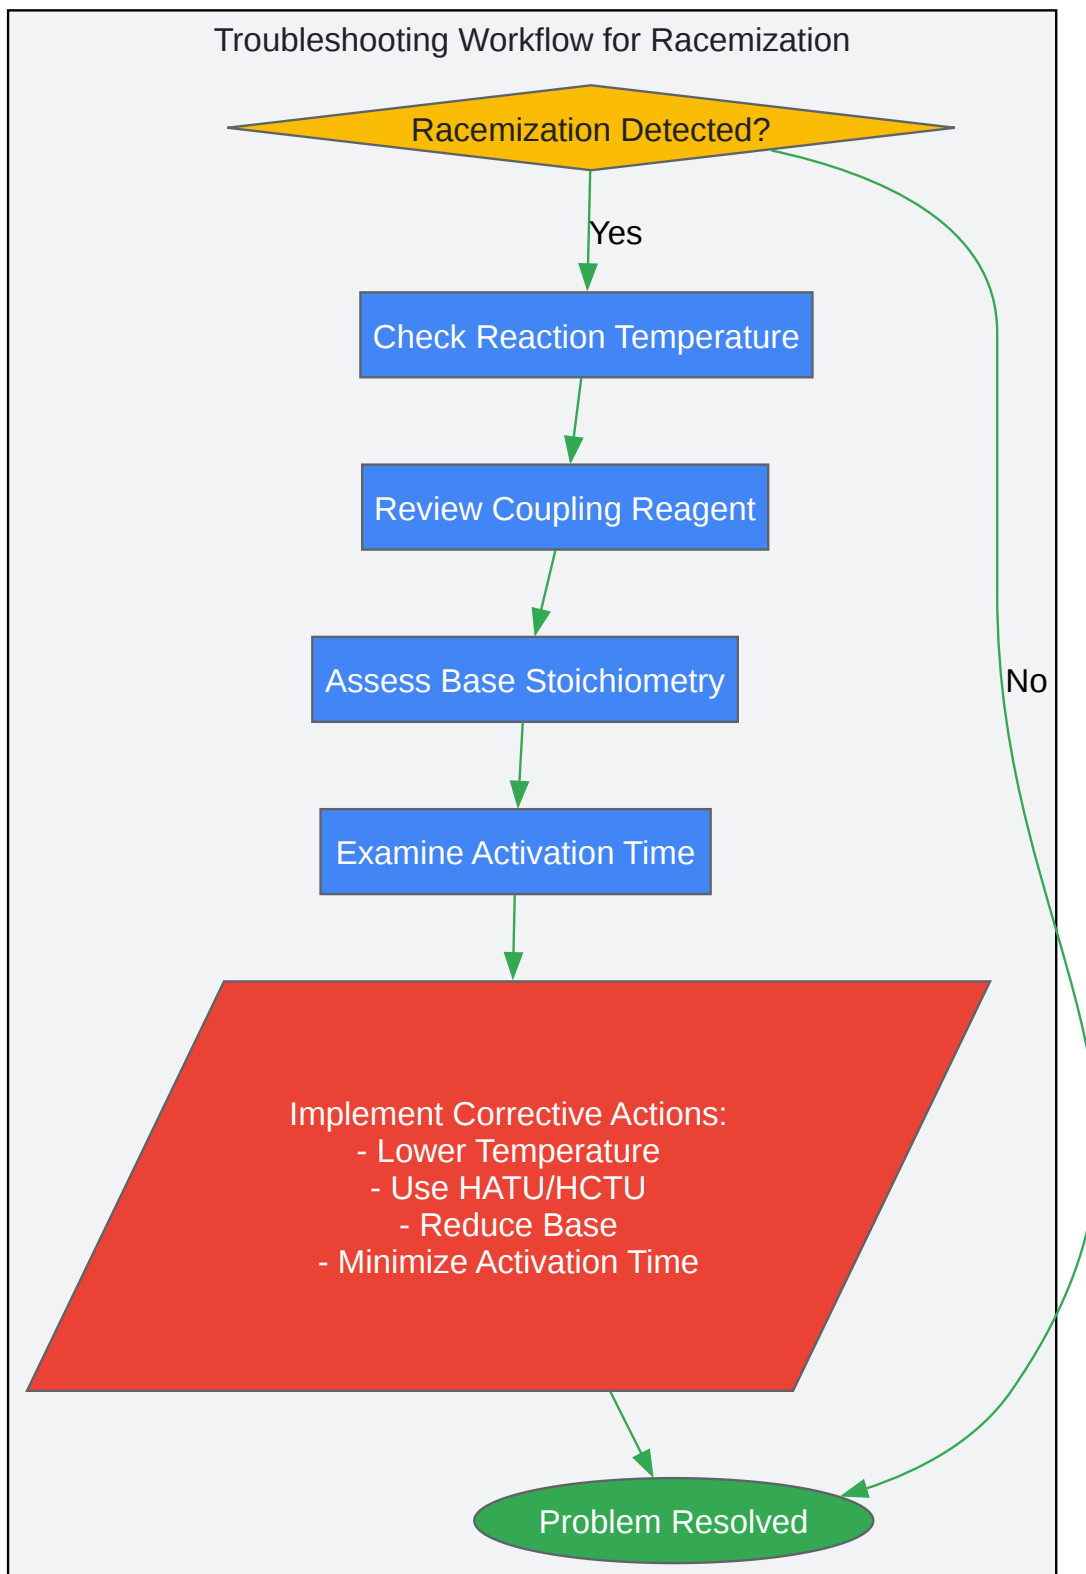 Troubleshooting Workflow for Racemization
Racemization Detected?
Yes
Check Reaction Temperature
Review Coupling Reagent
Assess Base Stoichiometry
No
Examine Activation Time
Implement Corrective Actions:
- Lower Temperature
- Use HATU/HCTU
- Reduce Base
- Minimize Activation Time
Problem Resolved